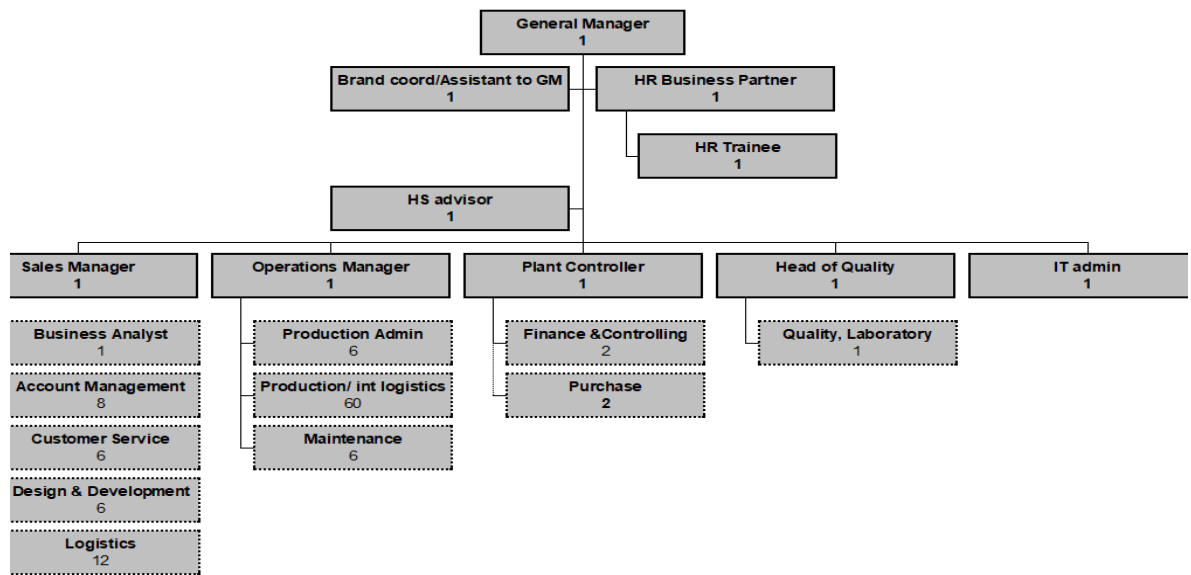 General Manager
1
Brand coord/Assistant to GM
1
HR Business Partner
1
HR Trainee
1
HS advisor
1
Sales Manager
1
Operations Manager
1
Plant Controller
1
Head of Quality
1
IT admin
1
Business Analyst
1
Account Management
8
Customer Service
6
Design & Development
6
Logistics
12
Production Admin
6
Production/ int logistics
60
Maintenance
6
Finance &Controlling
2
Purchase
2
Quality, Laboratory
1